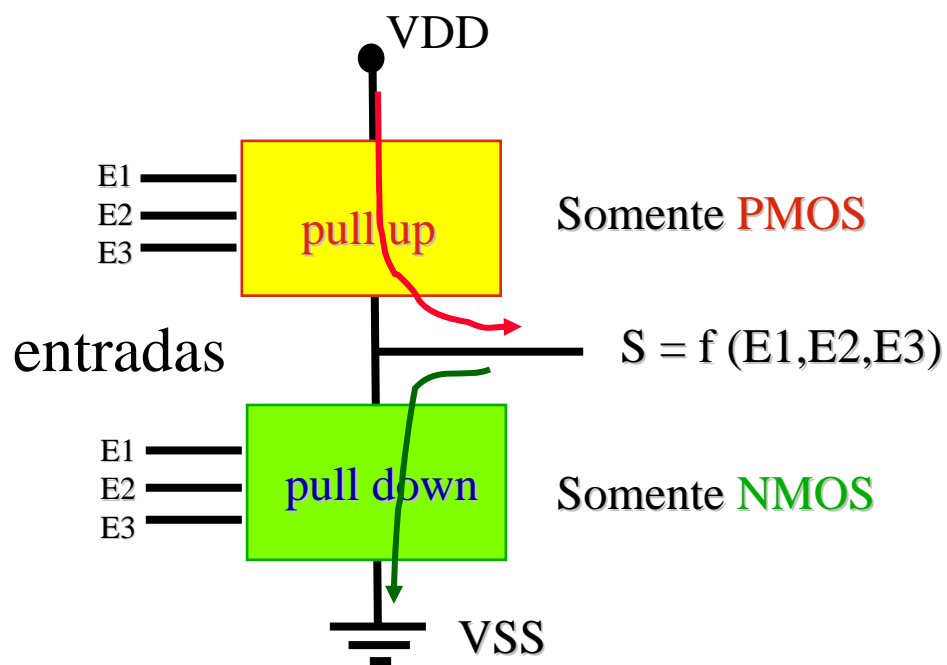 VDD
E1
E2
E3
pull up
Somente PMOS
entradas
S = f (E1,E2,E3)
E1
E2
E3
pull down
Somente NMOS
VSS